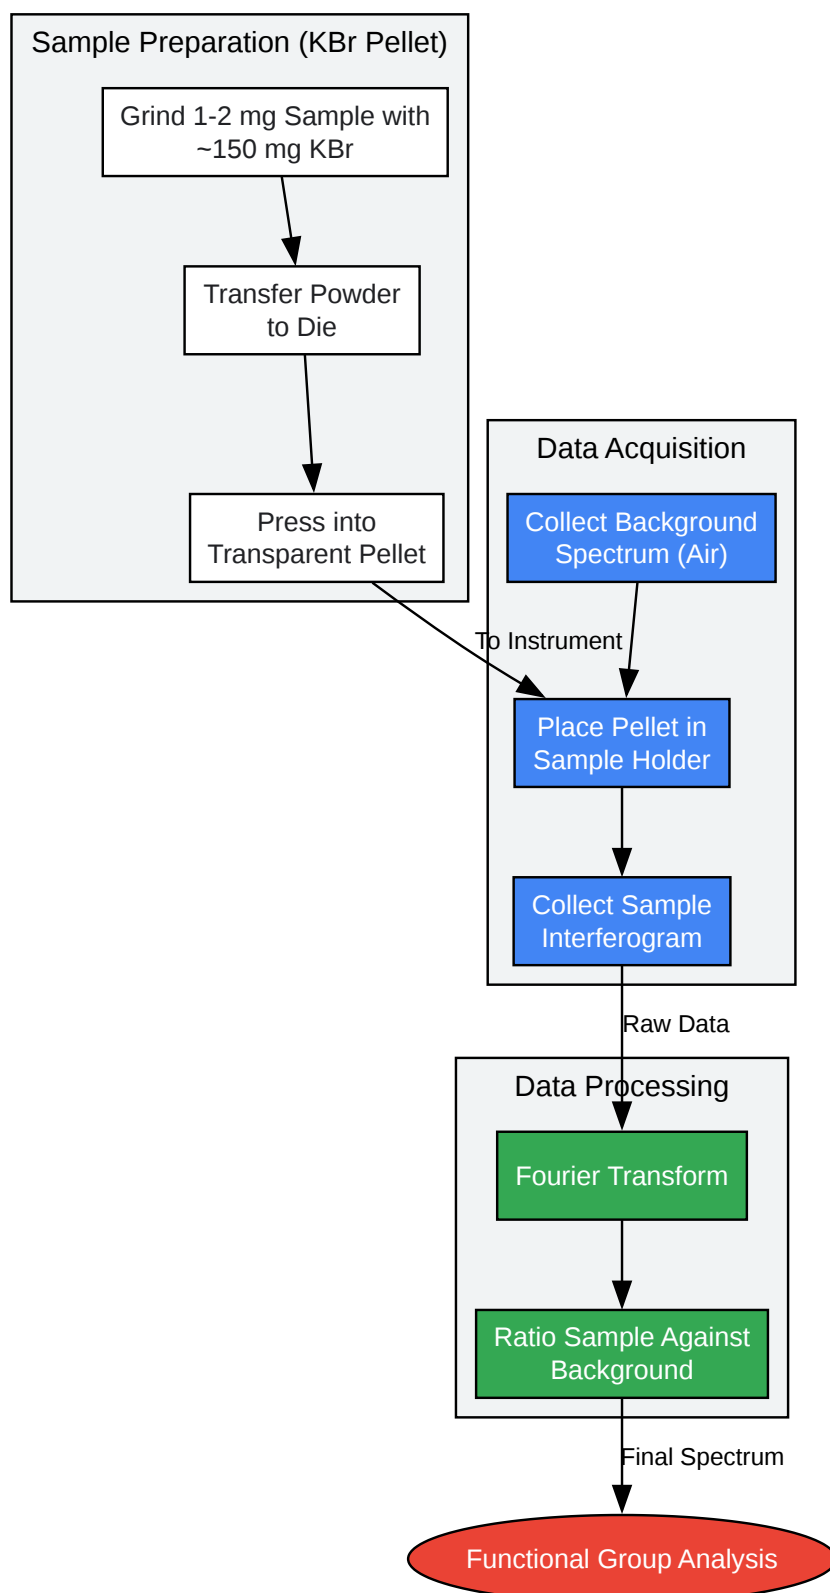 Sample Preparation (KBr Pellet)
Grind 1-2 mg Sample with
~150 mg KBr
Transfer Powder
to Die
Press into
Transparent Pellet
Data Acquisition
Collect Background
Spectrum (Air)
To Instrument
Place Pellet in
Sample Holder
Collect Sample
Interferogram
Raw Data
Data Processing
Fourier Transform
Ratio Sample Against
Background
Final Spectrum
Functional Group Analysis